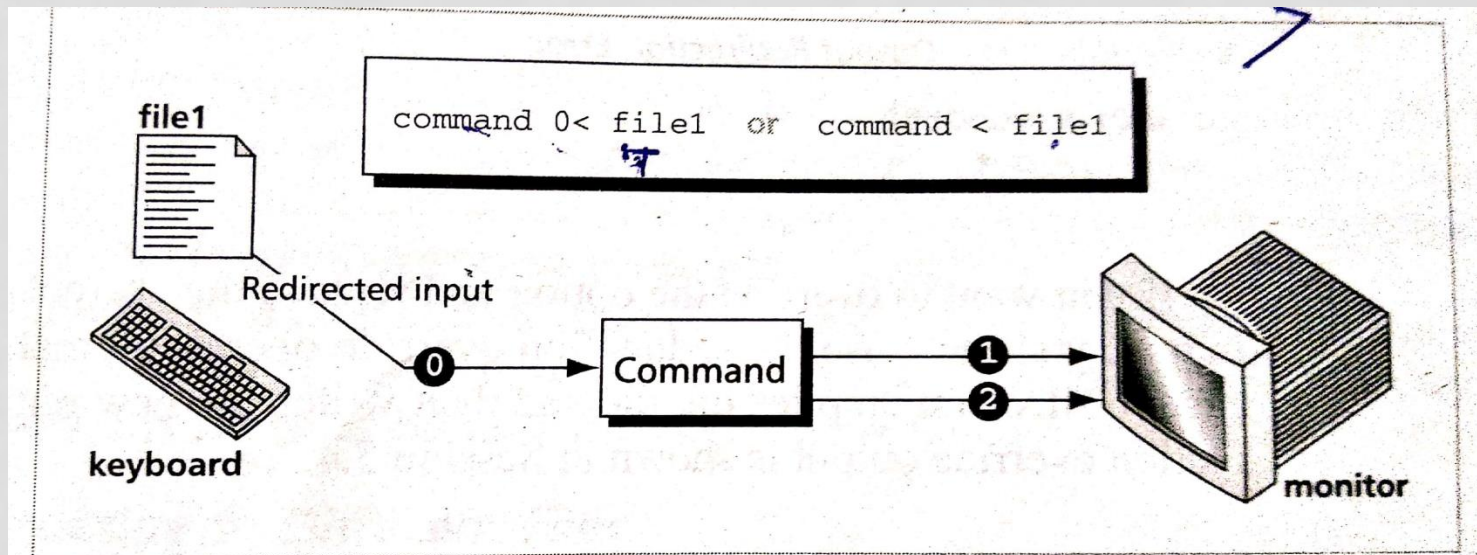 command 0< file1 or command < file1
file1
Redirected input
0
Command
1
2
keyboard
monitor